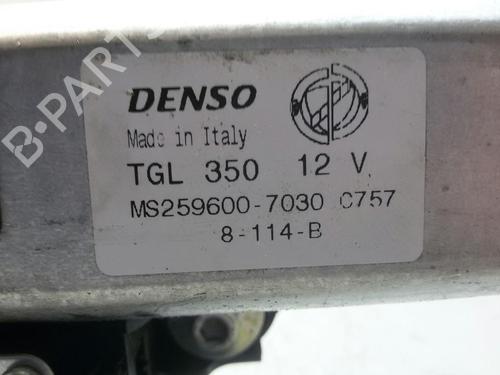 B-PARTS
DENSO
Made in Italy
TGL 350 12 V
MS259600-7030 C757
8-114-B